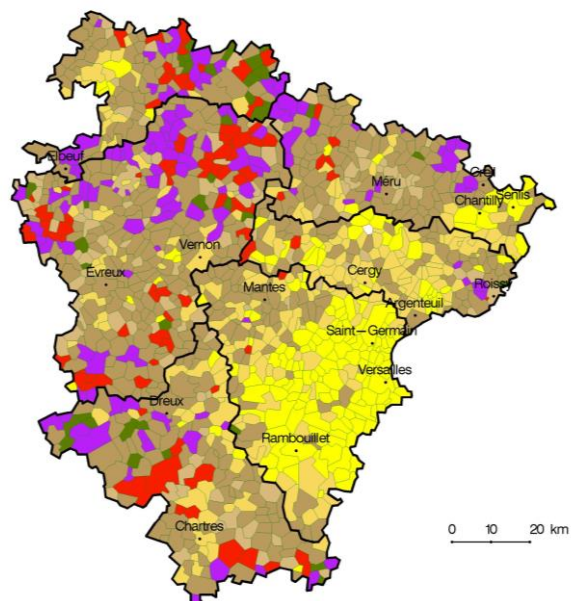 Elbeuf
Creil
Méru
Senlis
Chantilly
Vernon
Cergy
Evreux
Mantes
Roissy
Argenteuil
Saint-Germain
Versailles
Dreux
Rambouillet
Chartres
0 10 20 km